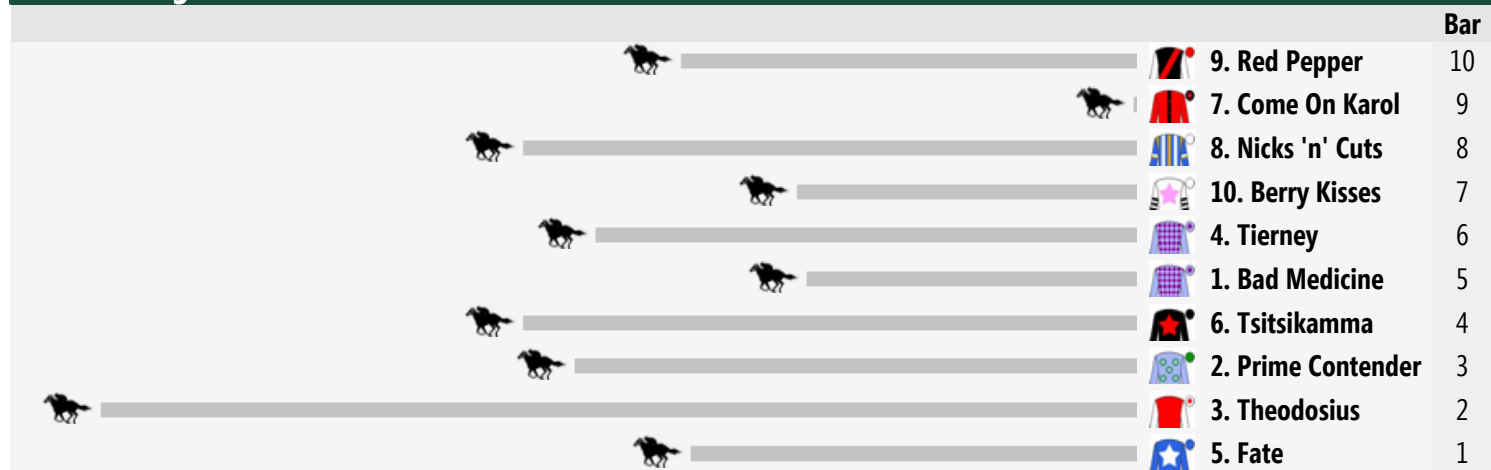 Bar
9. Red Pepper 10
7. Come On Karol 9
8. Nicks 'n' Cuts 8
10. Berry Kisses 7
4. Tierney 6
1. Bad Medicine 5
6. Tsitsikamma 4
2. Prime Contender 3
3. Theodosius 2
5. Fate 1